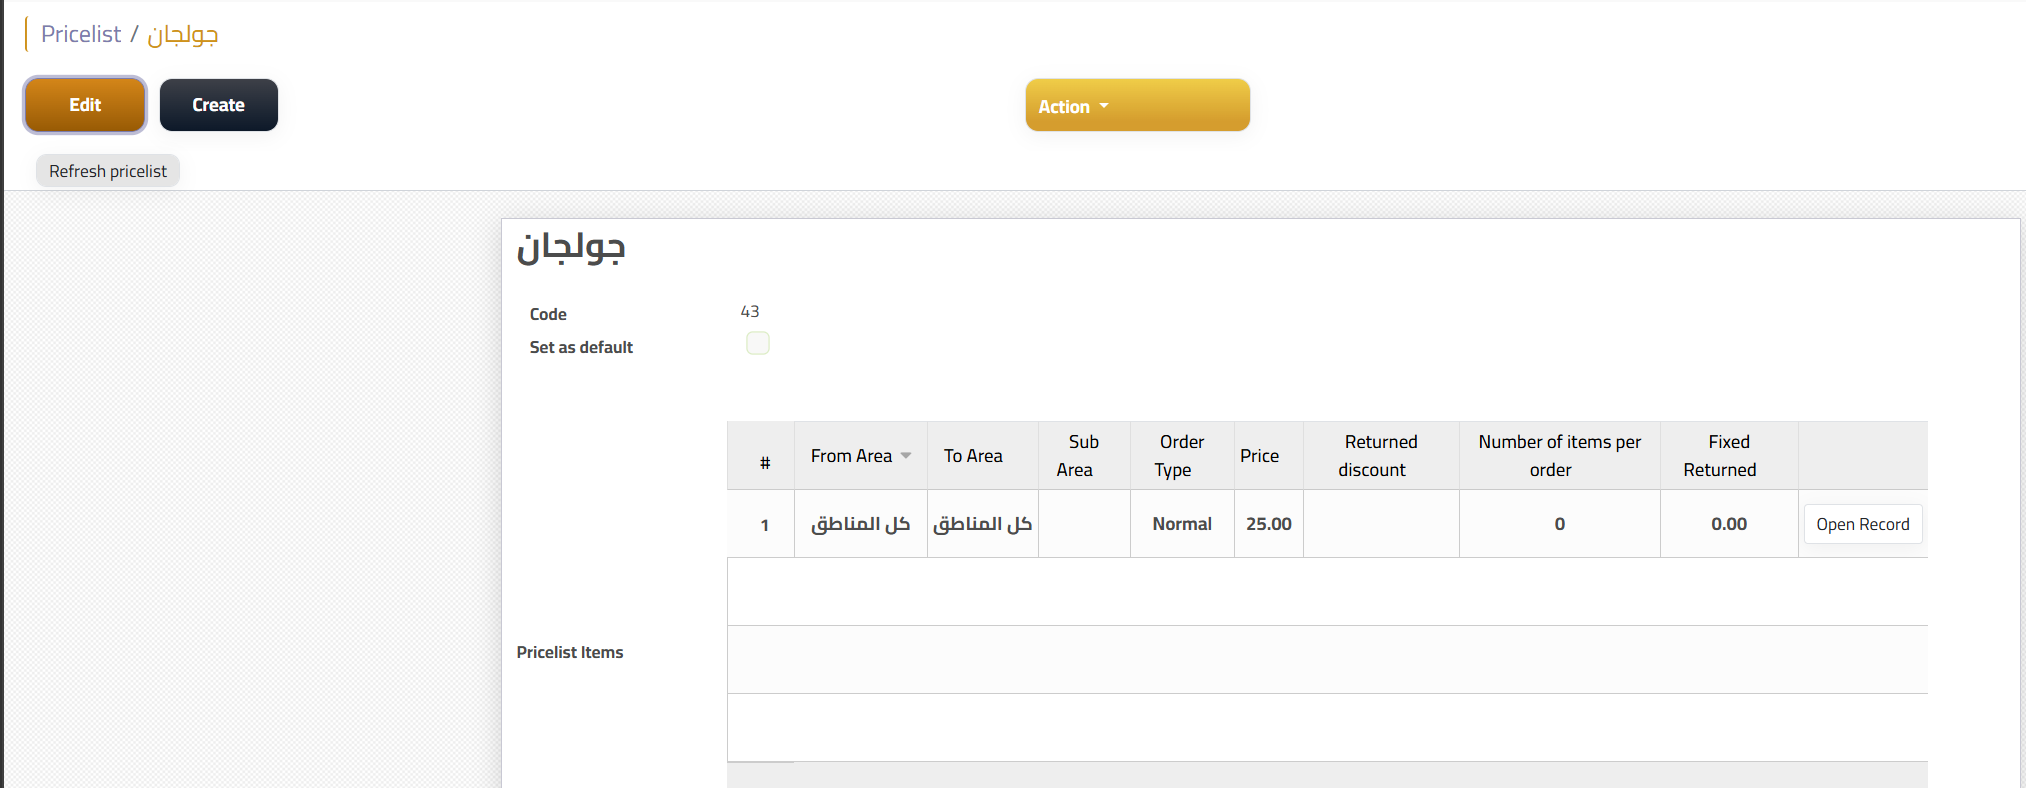 Pricelist / جولجان
Edit
Create
Action
Refresh pricelist
جولجان
Code 43
Set as default
# From Area To Area Sub Area Order Type Price Returned discount Number of items per order Fixed Returned
1 كل المناطق كل المناطق Normal 25.00 0 0.00 Open Record
Pricelist Items